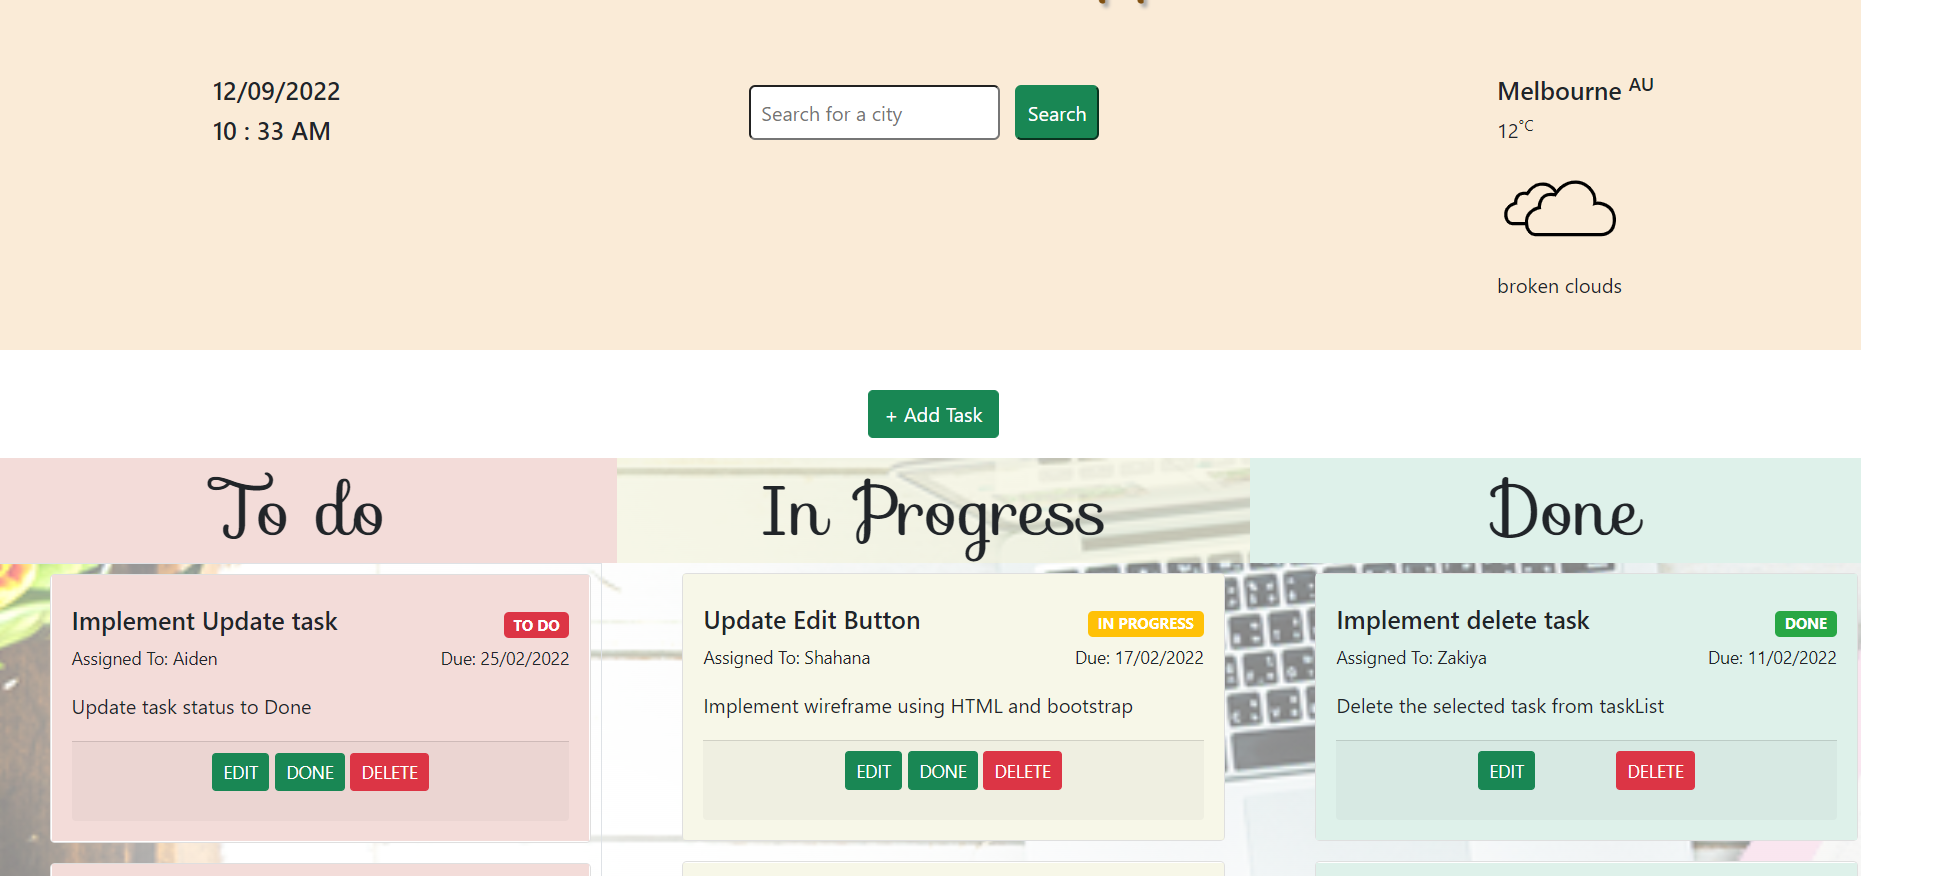 12/09/2022
10 : 33 AM
Search for a city
Search
Melbourne AU
12°C
broken clouds
+ Add Task
To do
In Progress
Done
Implement Update task
TO DO
Assigned To: Aiden
Due: 25/02/2022
Update task status to Done
EDIT
DONE
DELETE
Update Edit Button
IN PROGRESS
Assigned To: Shahana
Due: 17/02/2022
Implement wireframe using HTML and bootstrap
EDIT
DONE
DELETE
Implement delete task
DONE
Assigned To: Zakiya
Due: 11/02/2022
Delete the selected task from taskList
EDIT
DELETE